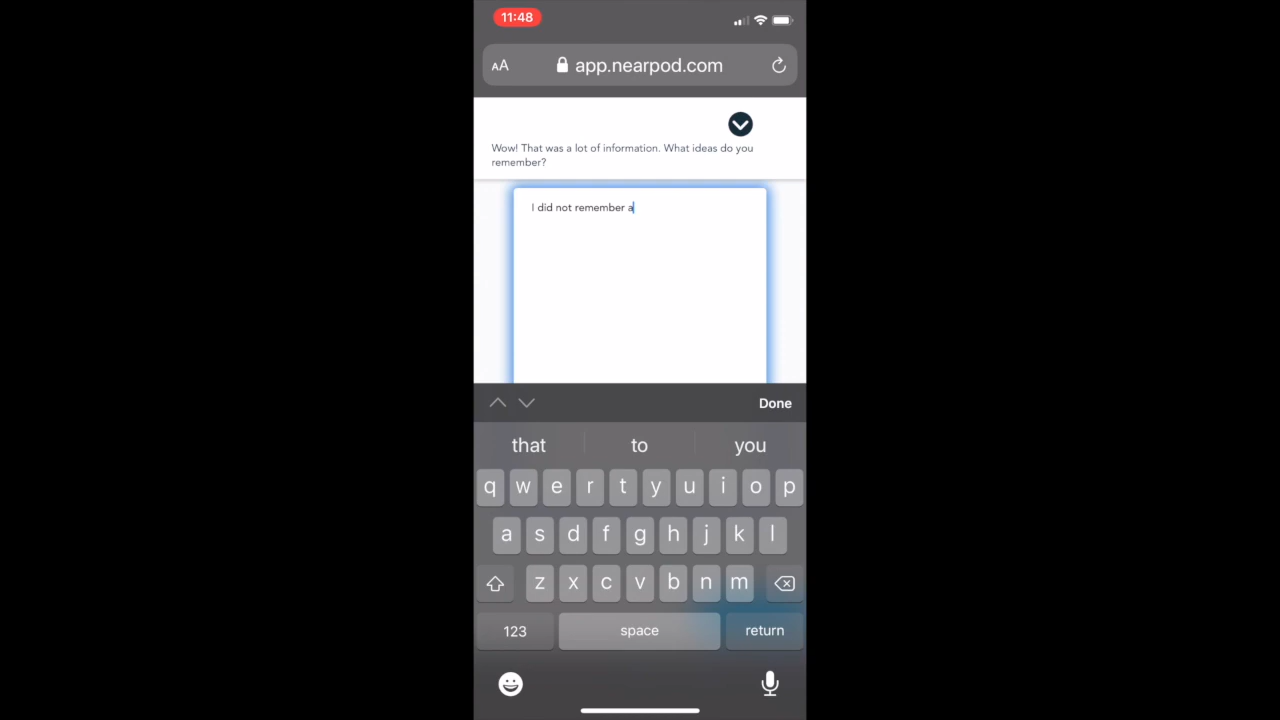 11:48
AA app.nearpod.com
Wow! That was a lot of information. What ideas do you
remember?
I did not remember a
Done
that to you
q w e r t y u i o p
a s d f g h j k l
z x c v b n m
123 space return